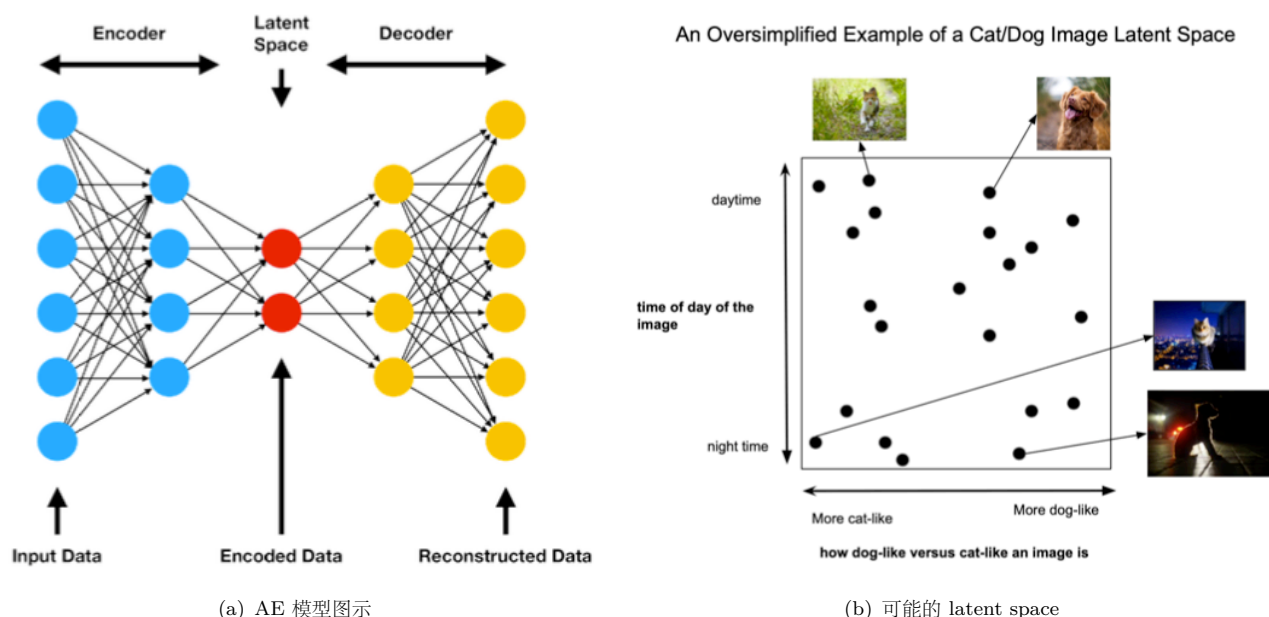 Encoder
Latent
Space
Decoder
Input Data
Encoded Data
Reconstructed Data
(a) AE 模型图示
An Oversimplified Example of a Cat/Dog Image Latent Space
daytime
time of day of the
image
night time
More cat-like
More dog-like
how dog-like versus cat-like an image is
(b) 可能的 latent space